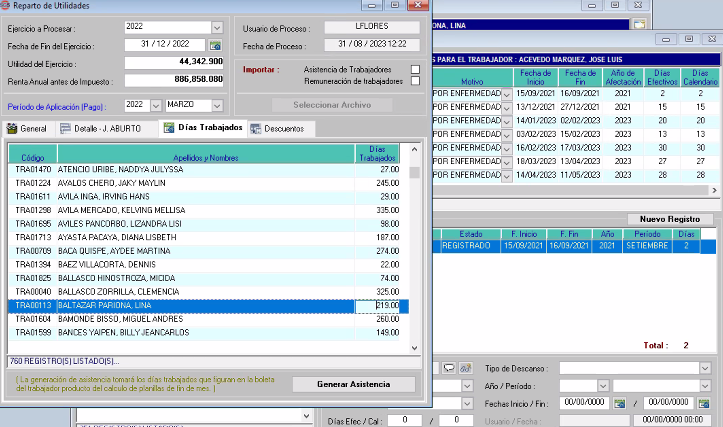 Reparto de Utilidades
Ejercicio a Procesar : 2022
Fecha de Fin del Ejercicio : 31 / 12 / 2022
Utilidad del Ejercicio : 44,342.900
Renta Anual antes de Impuesto : 886,858.080
Período de Aplicación (Pago) : 2022 MARZO
Usuario de Proceso : LFLORES
Fecha de Proceso : 31 / 08 / 2023 12:22
Importar : Asistencia de Trabajadores
Remuneración de trabajadores
Seleccionar Archivo
General Detalle - J. ABURTO Días Trabajados Descuentos
Código Apellidos y Nombres Días Trabajados
TRA01470 ATENCIO URIBE, NADDYA JULYSSA 27.00
TRA01224 AVALOS CHERO, JAKY MAYLIN 245.00
TRA01611 AVILA INGA, IRVING HANS 29.00
TRA01298 AVILA MERCADO, KELVING MELLISA 335.00
TRA01695 AVILES PANCORBO, LIZANDRA LISI 98.00
TRA01713 AYASTA PACAYA, DIANA LISBETH 187.00
TRA00709 BACA QUISPE, AYDEE MARTINA 274.00
TRA01394 BAEZ VILLACORTA, DENNIS 22.00
TRA01825 BALLASCO HINOSTROZA, MICIDA 74.00
TRA00040 BALLASCO ZORRILLA, CLEMENCIA 325.00
TRA00113 BALTAZAR PARIONA, LINA 219.00
TRA01604 BAMONDE BISSO, MIGUEL ANDRES 260.00
TRA01599 BANCES YAIPEN, BILLY JEANCARLOS 149.00
760 REGISTRO(S) LISTADO(S)...
[ La generación de asistencia tomará los días trabajados que figuran en la boleta
del trabajador producto del calculo de planillas de fin de mes. ]
Generar Asistencia
ONA, LINA
S PARA EL TRABAJADOR : ACEVEDO MARQUEZ, JOSE LUIS
Motivo Fecha de Inicio Fecha de Fin Año de Afectación Días Efectivos Días Calendario
POR ENFERMEDAD 15/09/2021 16/09/2021 2021 2 2
POR ENFERMEDAD 13/12/2021 27/12/2021 2021 15 15
POR ENFERMEDAD 14/01/2023 02/02/2023 2023 20 20
POR ENFERMEDAD 03/02/2023 15/02/2023 2023 13 13
POR ENFERMEDAD 16/02/2023 17/03/2023 2023 30 30
POR ENFERMEDAD 18/03/2023 13/04/2023 2023 27 27
POR ENFERMEDAD 14/04/2023 11/05/2023 2023 28 28
Nuevo Registro
Estado F. Inicio F. Fin Año Período Días
REGISTRADO 15/09/2021 16/09/2021 2021 SETIEMBRE 2
Total : 2
Tipo de Descanso :
Año / Período :
Fechas Inicio / Fin : 00/00/0000 / 00/00/0000
Días Efec / Cal : 0 / 0 Usuario / Fecha : 00/00/0000 00:00